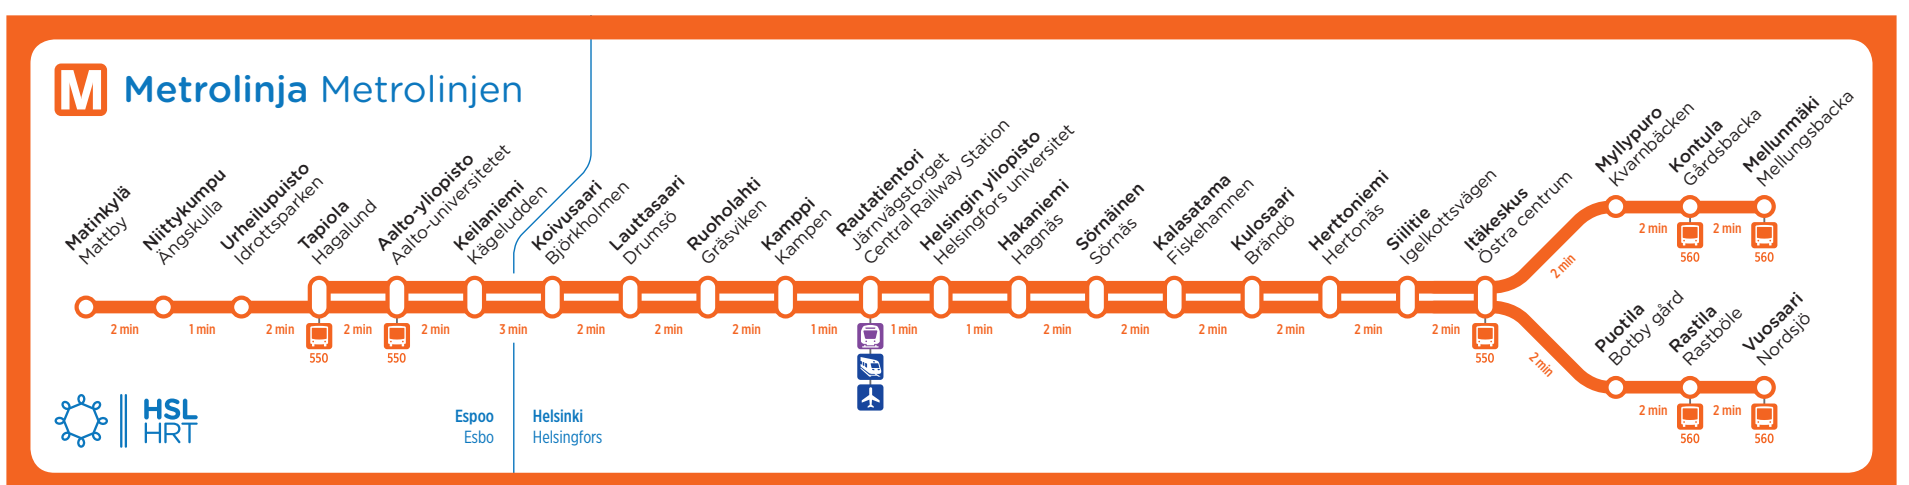 M Metrolinja Metrolinjen
Matinkylä
Mattby
Niittykumpu
Ängskulla
Urheilupuisto
Idrottsparken
Tapiola
Hagalund
Aalto-yliopisto
Aalto-universitetet
Keilaniemi
Kägeludden
Koivusaari
Björkholmen
Lauttasaari
Drumsö
Ruoholahti
Gräsviken
Kamppi
Kampen
Rautatientori
Järnvägstorget
Central Railway Station
Helsingin yliopisto
Helsingfors universitet
Hakaniemi
Hagnäs
Sörnäinen
Sörnäs
Kalasatama
Fiskehamnen
Kulosaari
Brändö
Herttoniemi
Hertonäs
Siilitie
Igelkottsvägen
Itäkeskus
Östra centrum
Myllypuro
Kvarnbäcken
Kontula
Gårdsbacka
Mellunmäki
Mellungsbacka
2 min
2 min
2 min
560
560
2 min
1 min
2 min
2 min
2 min
3 min
2 min
2 min
2 min
1 min
1 min
1 min
2 min
2 min
2 min
2 min
2 min
2 min
550
550
550
Puotila
Botby gård
Rastila
Rastböle
Vuosaari
Nordsjö
2 min
2 min
2 min
560
560
HSL
HRT
Espoo
Esbo
Helsinki
Helsingfors